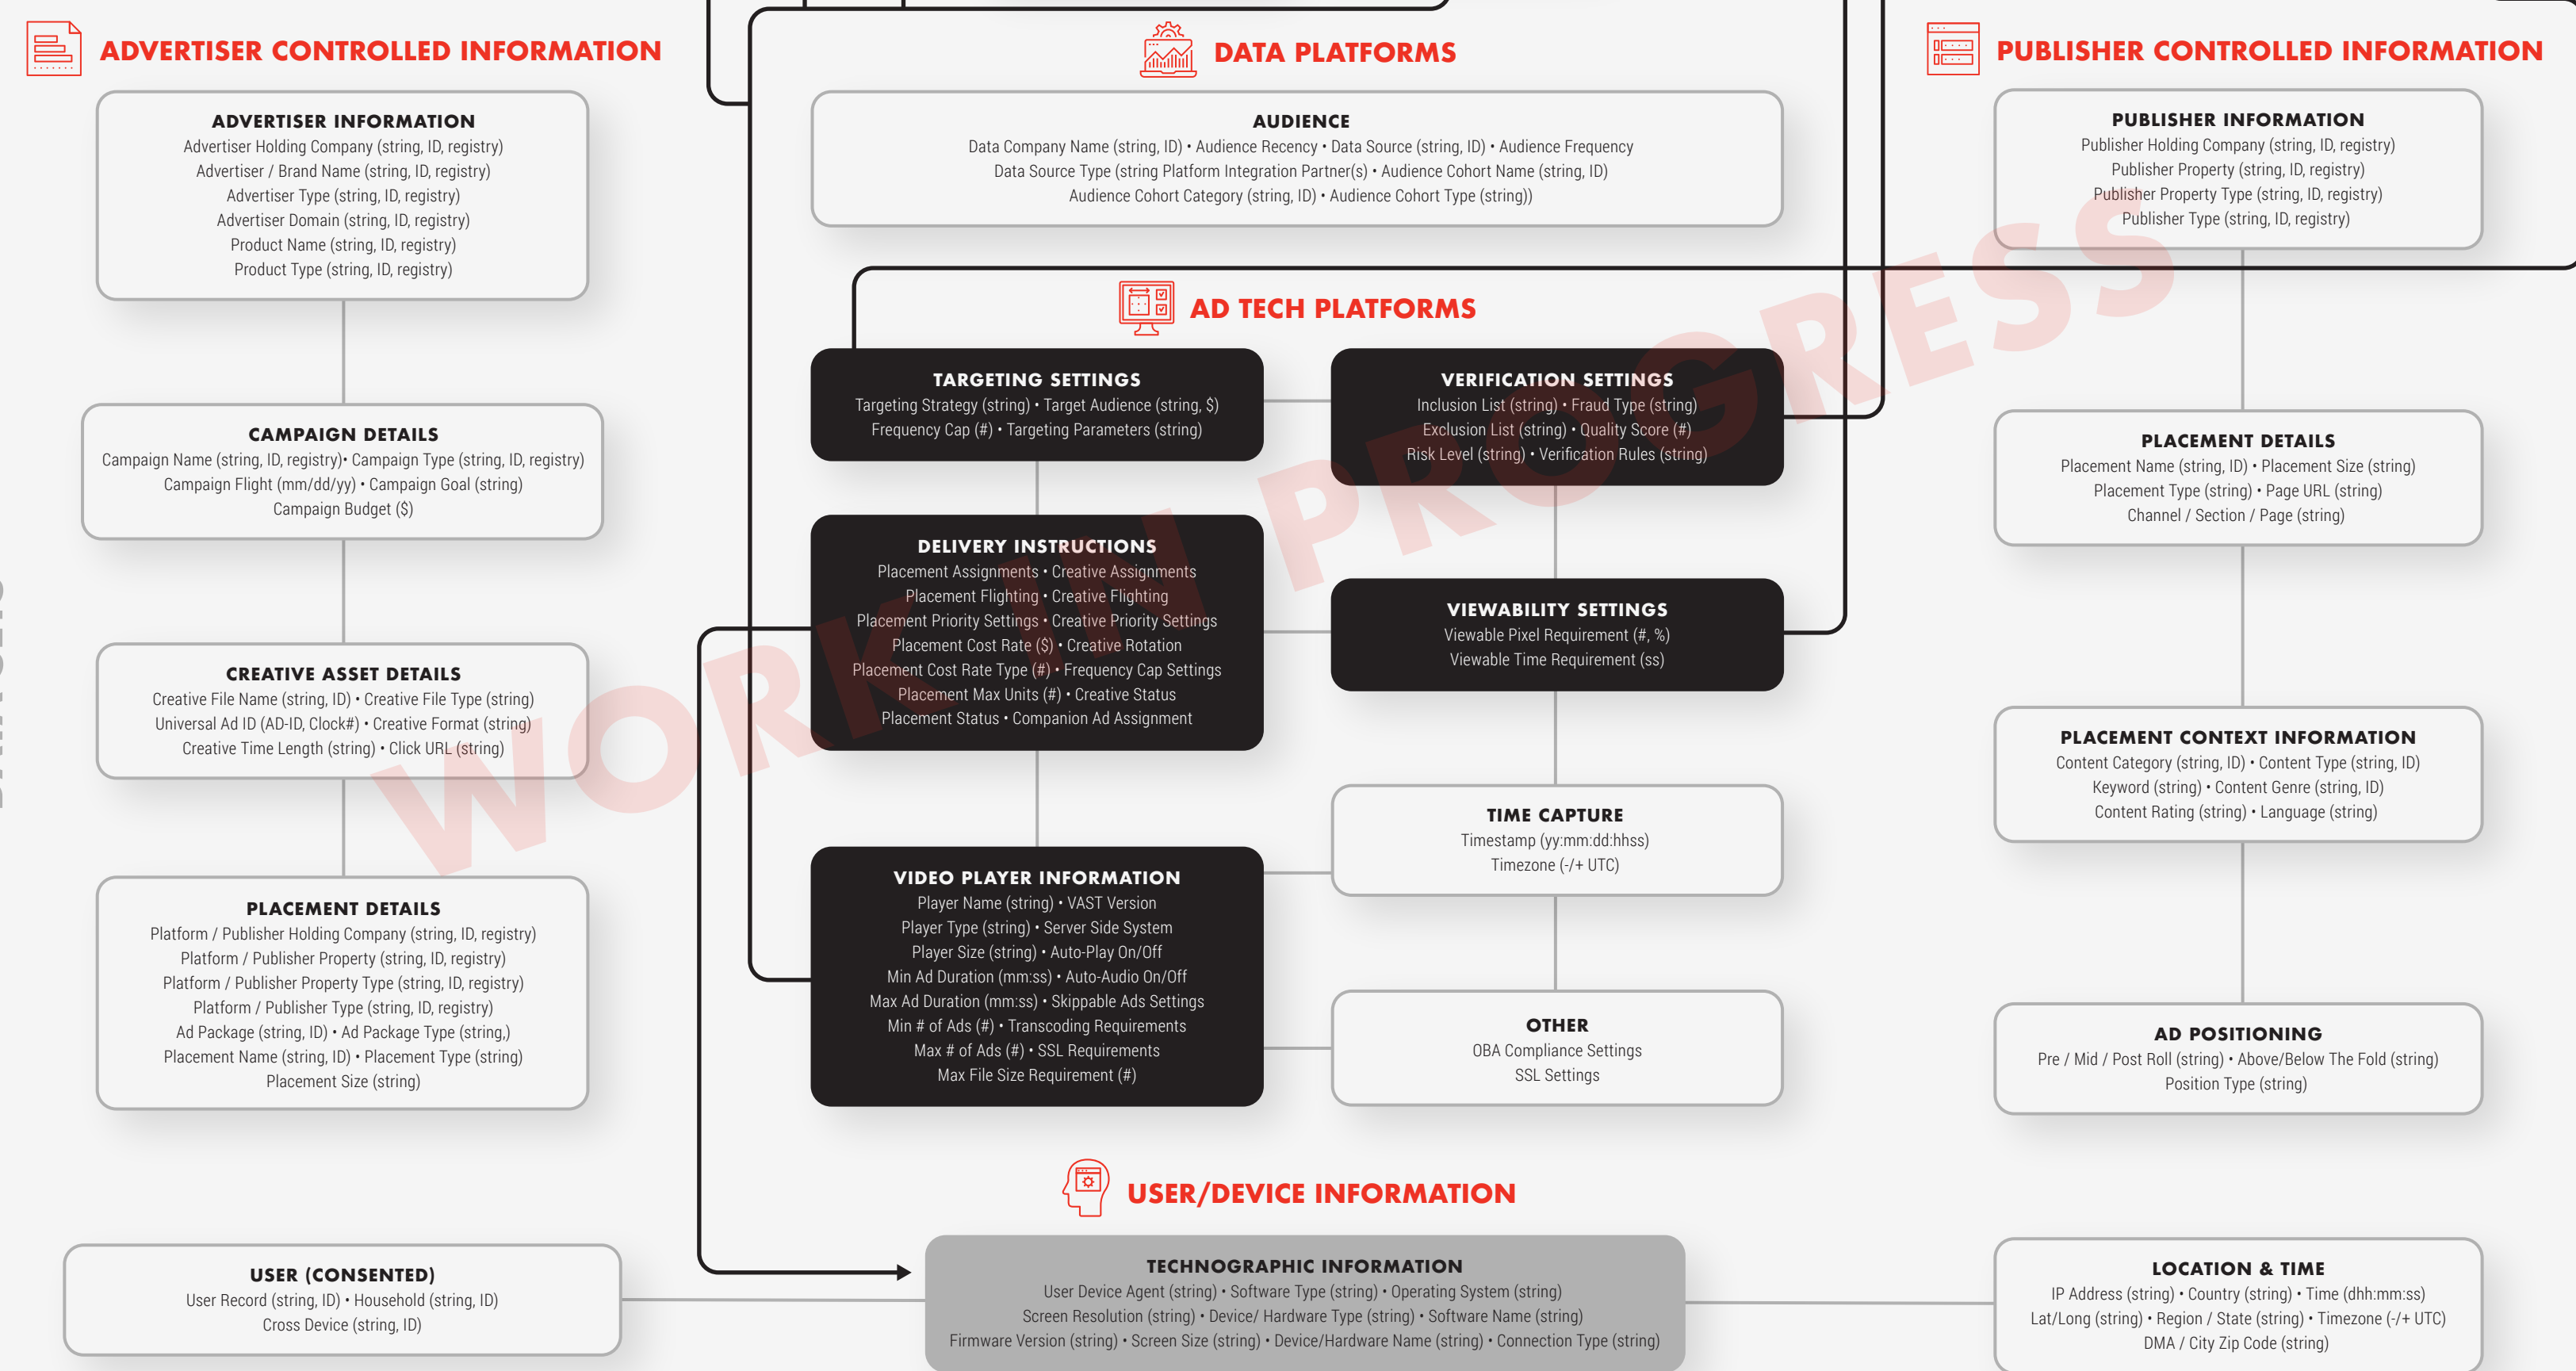 ADVERTISER CONTROLLED INFORMATION
ADVERTISER INFORMATION
Advertiser Holding Company (string, ID, registry)
Advertiser / Brand Name (string, ID, registry)
Advertiser Type (string, ID, registry)
Advertiser Domain (string, ID, registry)
Product Name (string, ID, registry)
Product Type (string, ID, registry)
CAMPAIGN DETAILS
Campaign Name (string, ID, registry)• Campaign Type (string, ID, registry)
Campaign Flight (mm/dd/yy) • Campaign Goal (string)
Campaign Budget ($)
CREATIVE ASSET DETAILS
Creative File Name (string, ID) • Creative File Type (string)
Universal Ad ID (AD-ID, Clock#) • Creative Format (string)
Creative Time Length (string) • Click URL (string)
PLACEMENT DETAILS
Platform / Publisher Holding Company (string, ID, registry)
Platform / Publisher Property (string, ID, registry)
Platform / Publisher Property Type (string, ID, registry)
Platform / Publisher Type (string, ID, registry)
Ad Package (string, ID) • Ad Package Type (string,)
Placement Name (string, ID) • Placement Type (string)
Placement Size (string)
DATA PLATFORMS
AUDIENCE
Data Company Name (string, ID) • Audience Recency • Data Source (string, ID) • Audience Frequency
Data Source Type (string Platform Integration Partner(s) • Audience Cohort Name (string, ID)
Audience Cohort Category (string, ID) • Audience Cohort Type (string))
AD TECH PLATFORMS
TARGETING SETTINGS
Targeting Strategy (string) • Target Audience (string, $)
Frequency Cap (#) • Targeting Parameters (string)
VERIFICATION SETTINGS
Inclusion List (string) • Fraud Type (string)
Exclusion List (string) • Quality Score (#)
Risk Level (string) • Verification Rules (string)
DELIVERY INSTRUCTIONS
Placement Assignments • Creative Assignments
Placement Flighting • Creative Flighting
Placement Priority Settings • Creative Priority Settings
Placement Cost Rate ($) • Creative Rotation
Placement Cost Rate Type (#) • Frequency Cap Settings
Placement Max Units (#) • Creative Status
Placement Status • Companion Ad Assignment
VIEWABILITY SETTINGS
Viewable Pixel Requirement (#, %)
Viewable Time Requirement (ss)
VIDEO PLAYER INFORMATION
Player Name (string) • VAST Version
Player Type (string) • Server Side System
Player Size (string) • Auto-Play On/Off
Min Ad Duration (mm:ss) • Auto-Audio On/Off
Max Ad Duration (mm:ss) • Skippable Ads Settings
Min # of Ads (#) • Transcoding Requirements
Max # of Ads (#) • SSL Requirements
Max File Size Requirement (#)
TIME CAPTURE
Timestamp (yy:mm:dd:hhss)
Timezone (-/+ UTC)
OTHER
OBA Compliance Settings
SSL Settings
PUBLISHER CONTROLLED INFORMATION
PUBLISHER INFORMATION
Publisher Holding Company (string, ID, registry)
Publisher Property (string, ID, registry)
Publisher Property Type (string, ID, registry)
Publisher Type (string, ID, registry)
PLACEMENT DETAILS
Placement Name (string, ID) • Placement Size (string)
Placement Type (string) • Page URL (string)
Channel / Section / Page (string)
PLACEMENT CONTEXT INFORMATION
Content Category (string, ID) • Content Type (string, ID)
Keyword (string) • Content Genre (string, ID)
Content Rating (string) • Language (string)
AD POSITIONING
Pre / Mid / Post Roll (string) • Above/Below The Fold (string)
Position Type (string)
USER/DEVICE INFORMATION
USER (CONSENTED)
User Record (string, ID) • Household (string, ID)
Cross Device (string, ID)
TECHNOGRAPHIC INFORMATION
User Device Agent (string) • Software Type (string) • Operating System (string)
Screen Resolution (string) • Device/ Hardware Type (string) • Software Name (string)
Firmware Version (string) • Screen Size (string) • Device/Hardware Name (string) • Connection Type (string)
LOCATION & TIME
IP Address (string) • Country (string) • Time (dhh:mm:ss)
Lat/Long (string) • Region / State (string) • Timezone (-/+ UTC)
DMA / City Zip Code (string)
WORK IN PROGRESS